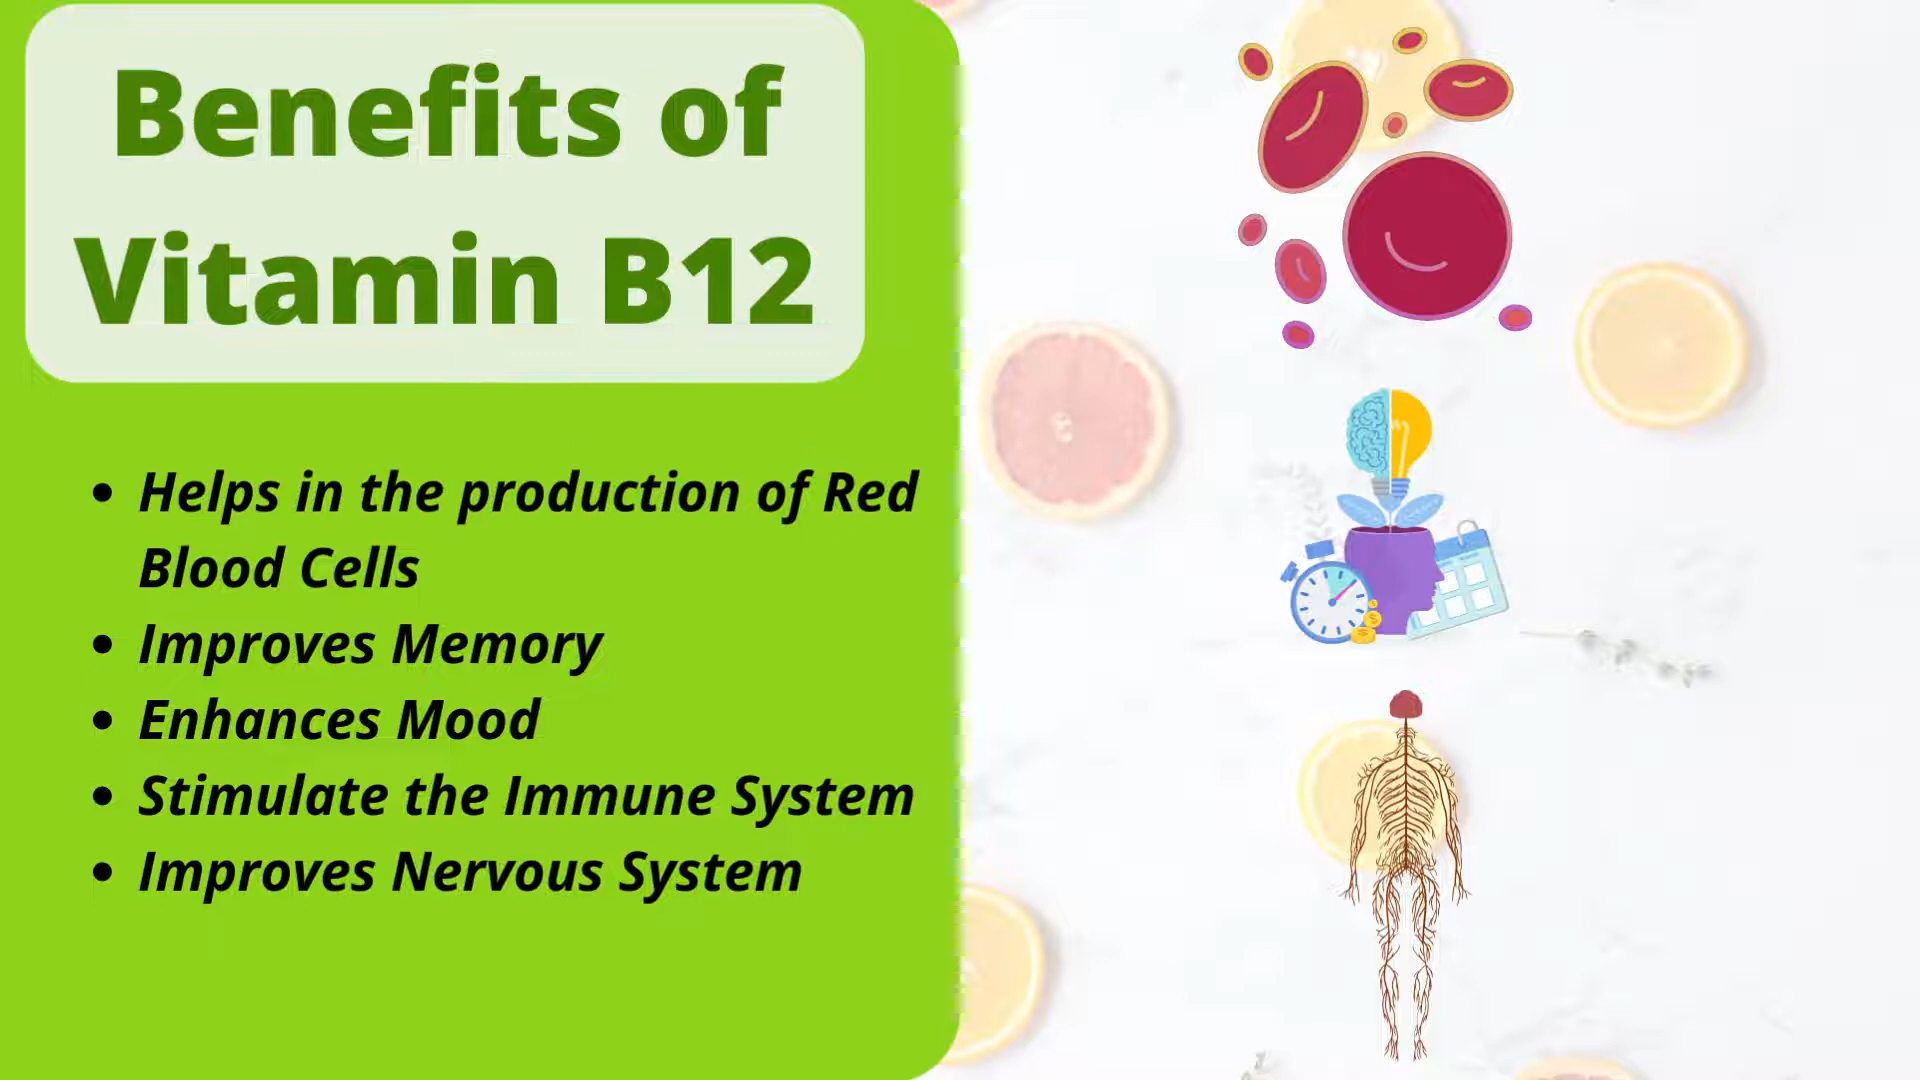 Benefits of
Vitamin B12
• Helps in the production of Red
Blood Cells
• Improves Memory
• Enhances Mood
• Stimulate the Immune System
• Improves Nervous System